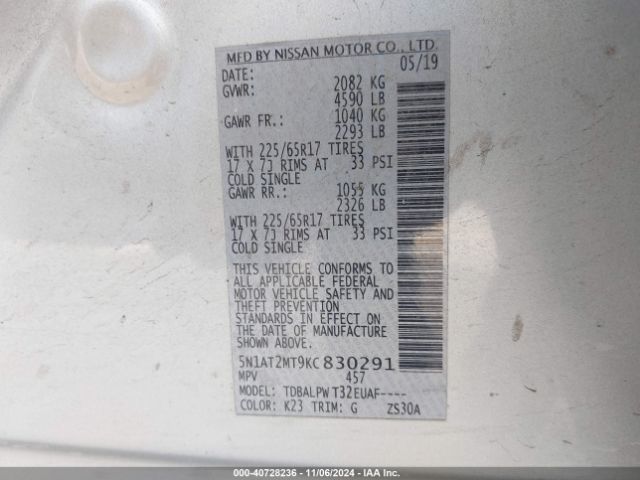 MFD BY NISSAN MOTOR CO., LTD.
DATE: 05/19
GVWR: 2082 KG
4590 LB
GAWR FR.: 1040 KG
2293 LB
WITH 225/65R17 TIRES
17 X 7J RIMS AT 33 PSI
COLD SINGLE
GAWR RR.: 1055 KG
2326 LB
WITH 225/65R17 TIRES
17 X 7J RIMS AT 33 PSI
COLD SINGLE
THIS VEHICLE CONFORMS TO
ALL APPLICABLE FEDERAL
MOTOR VEHICLE SAFETY AND
THEFT PREVENTION
STANDARDS IN EFFECT ON
THE DATE OF MANUFACTURE
SHOWN ABOVE.
5N1AT2MT9KC830291
MPV 457
MODEL: TDBALPW T32EUAF----
COLOR: K23 TRIM: G ZS30A
000-40728236 - 11/06/2024 - IAA Inc.